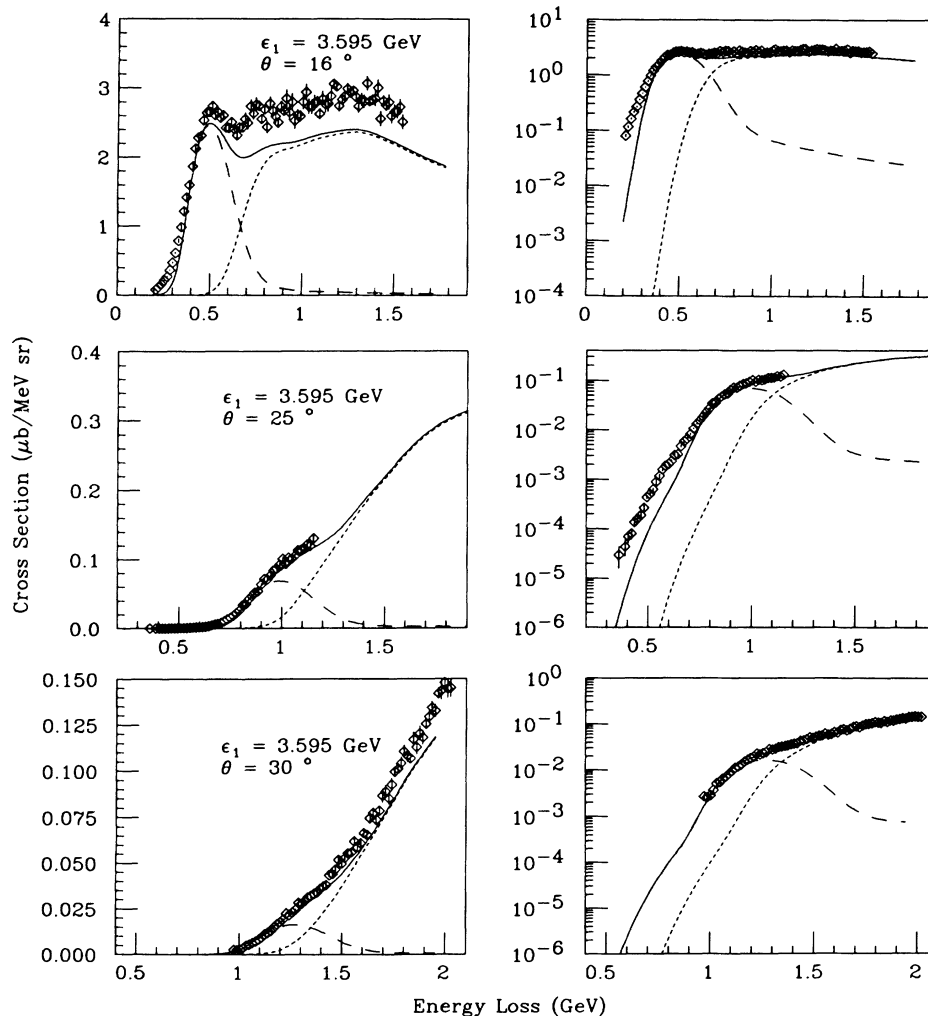 4
3
2
1
0
ϵ₁ = 3.595 GeV
θ = 16 °
0 0.5 1 1.5
10¹
10⁰
10⁻¹
10⁻²
10⁻³
10⁻⁴
0 0.5 1 1.5
Cross Section (μb/MeV sr)
0.4
0.3
0.2
0.1
0.0
ϵ₁ = 3.595 GeV
θ = 25 °
0.5 1 1.5
10⁻¹
10⁻²
10⁻³
10⁻⁴
10⁻⁵
10⁻⁶
0.5 1 1.5
0.150
0.125
0.100
0.075
0.050
0.025
0.000
ϵ₁ = 3.595 GeV
θ = 30 °
0.5 1 1.5 2
10⁰
10⁻¹
10⁻²
10⁻³
10⁻⁴
10⁻⁵
10⁻⁶
0.5 1 1.5 2
Energy Loss (GeV)